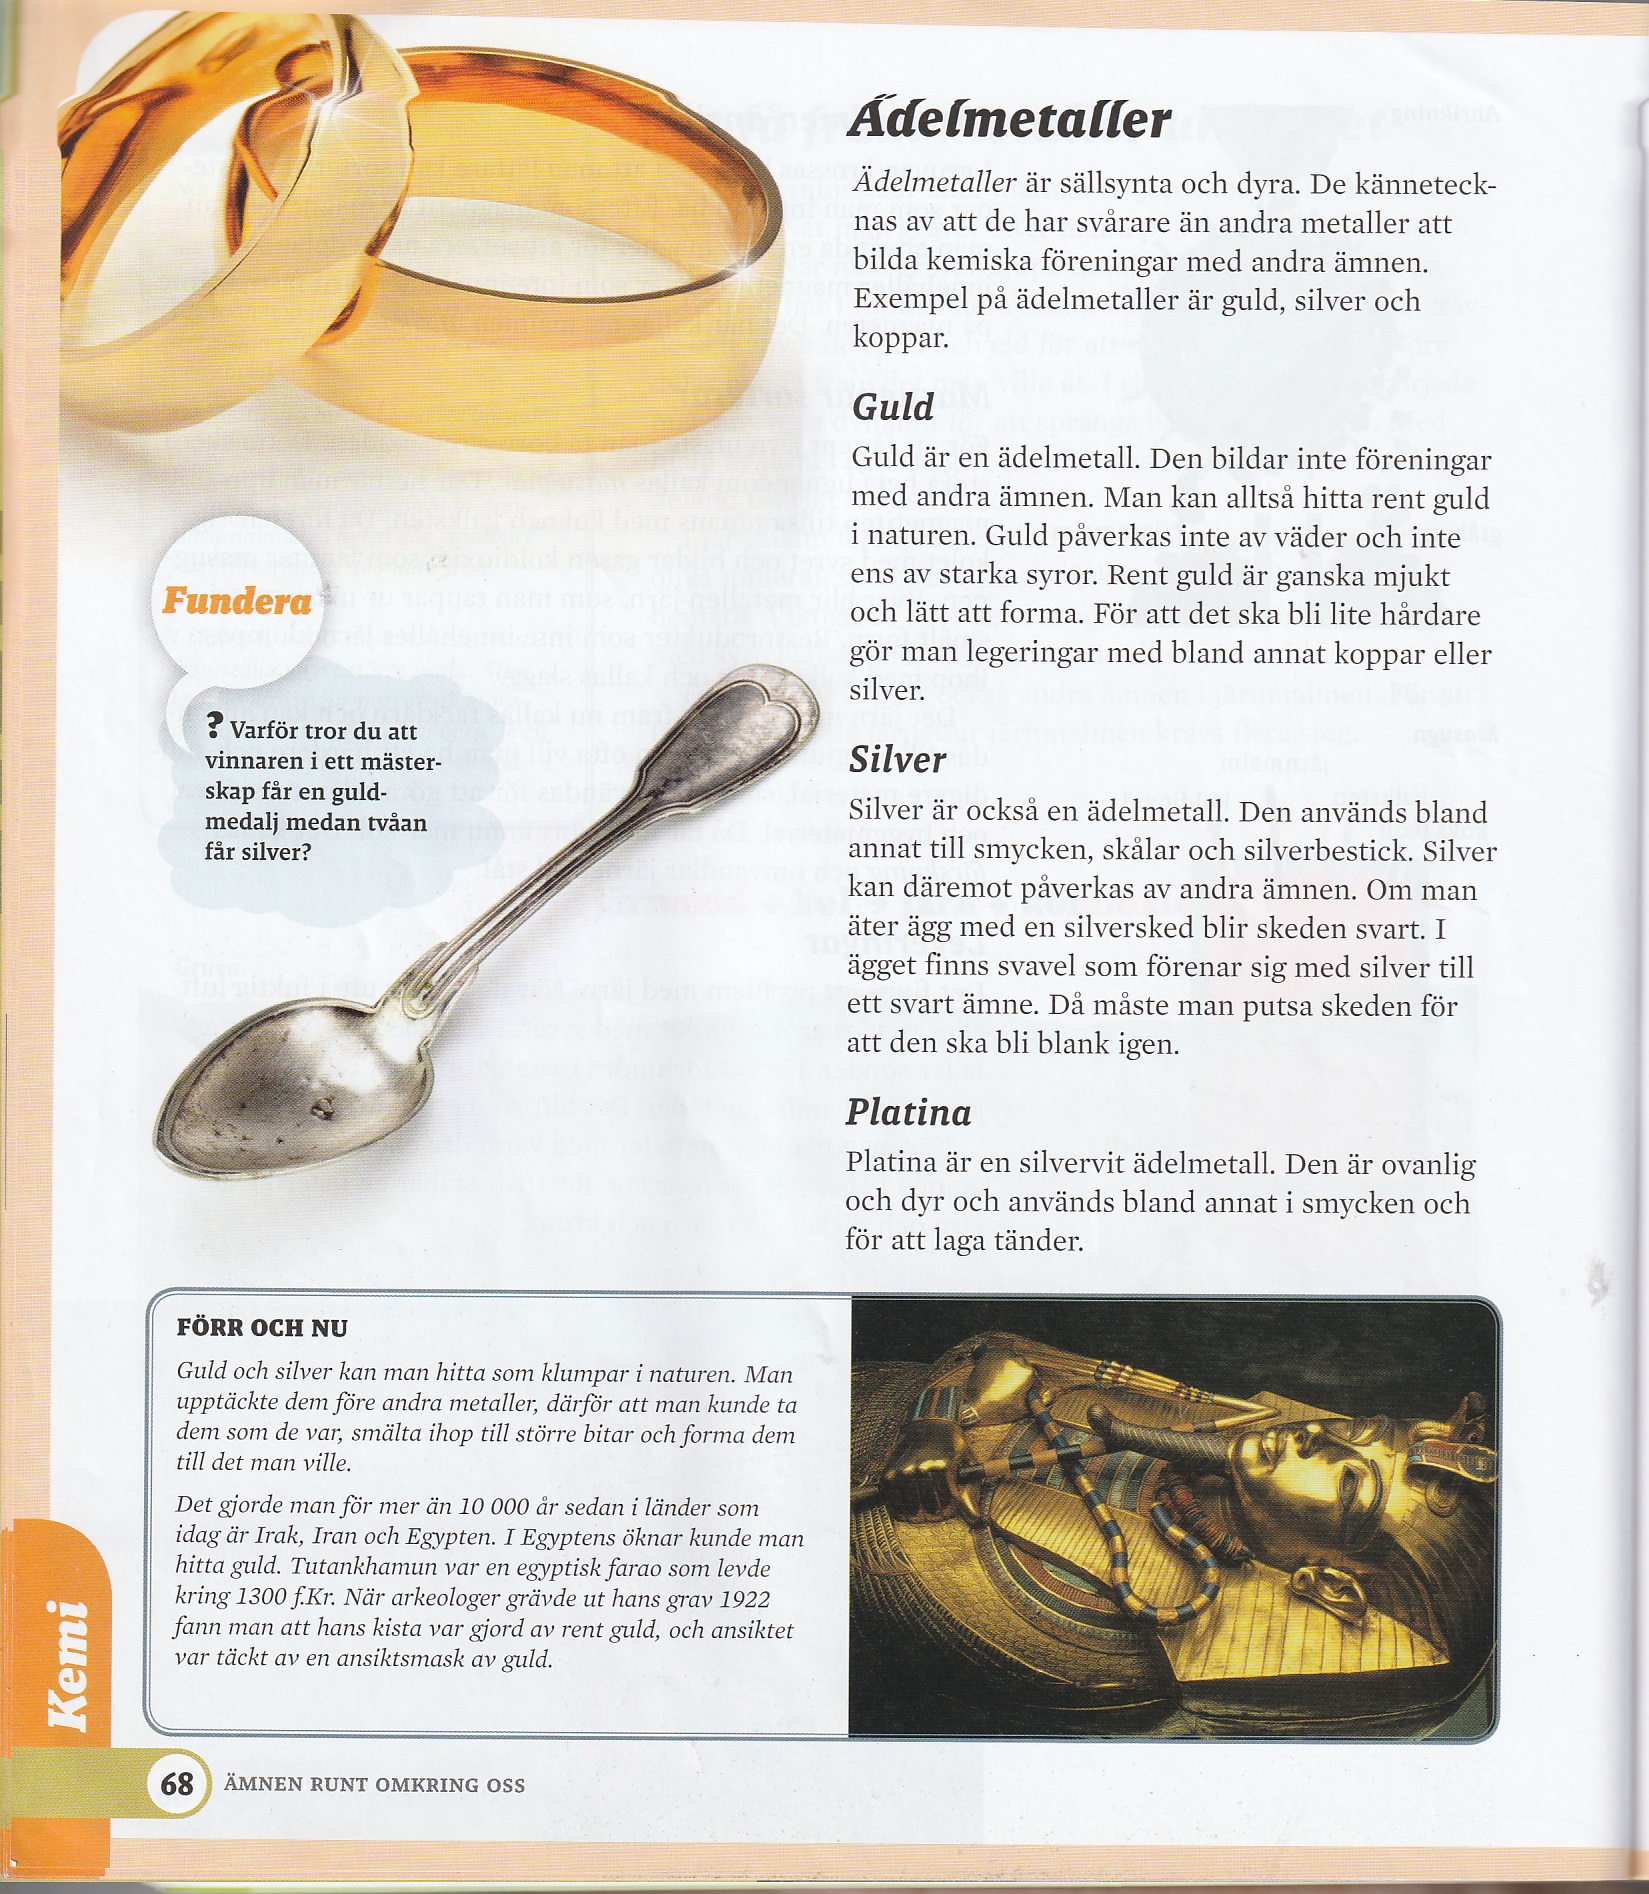 Ädelmetaller
Ädelmetaller är sällsynta och dyra. De känneteck-
nas av att de har svårare än andra metaller att
bilda kemiska föreningar med andra ämnen.
Exempel på ädelmetaller är guld, silver och
koppar.
Guld
Guld är en ädelmetall. Den bildar inte föreningar
med andra ämnen. Man kan alltså hitta rent guld
i naturen. Guld påverkas inte av väder och inte
ens av starka syror. Rent guld är ganska mjukt
och lätt att forma. För att det ska bli lite hårdare
gör man legeringar med bland annat koppar eller
silver.
Fundera
? Varför tror du att
vinnaren i ett mäster-
skap får en guld-
medalj medan tvåan
får silver?
Silver
Silver är också en ädelmetall. Den används bland
annat till smycken, skålar och silverbestick. Silver
kan däremot påverkas av andra ämnen. Om man
äter ägg med en silversked blir skeden svart. I
ägget finns svavel som förenar sig med silver till
ett svart ämne. Då måste man putsa skeden för
att den ska bli blank igen.
Platina
Platina är en silvervit ädelmetall. Den är ovanlig
och dyr och används bland annat i smycken och
för att laga tänder.
FÖRR OCH NU
Guld och silver kan man hitta som klumpar i naturen. Man
upptäckte dem före andra metaller, därför att man kunde ta
dem som de var, smälta ihop till större bitar och forma dem
till det man ville.
Det gjorde man för mer än 10 000 år sedan i länder som
idag är Irak, Iran och Egypten. I Egyptens öknar kunde man
hitta guld. Tutankhamun var en egyptisk farao som levde
kring 1300 f.Kr. När arkeologer grävde ut hans grav 1922
fann man att hans kista var gjord av rent guld, och ansiktet
var täckt av en ansiktsmask av guld.
Kemi
68 ÄMNEN RUNT OMKRING OSS